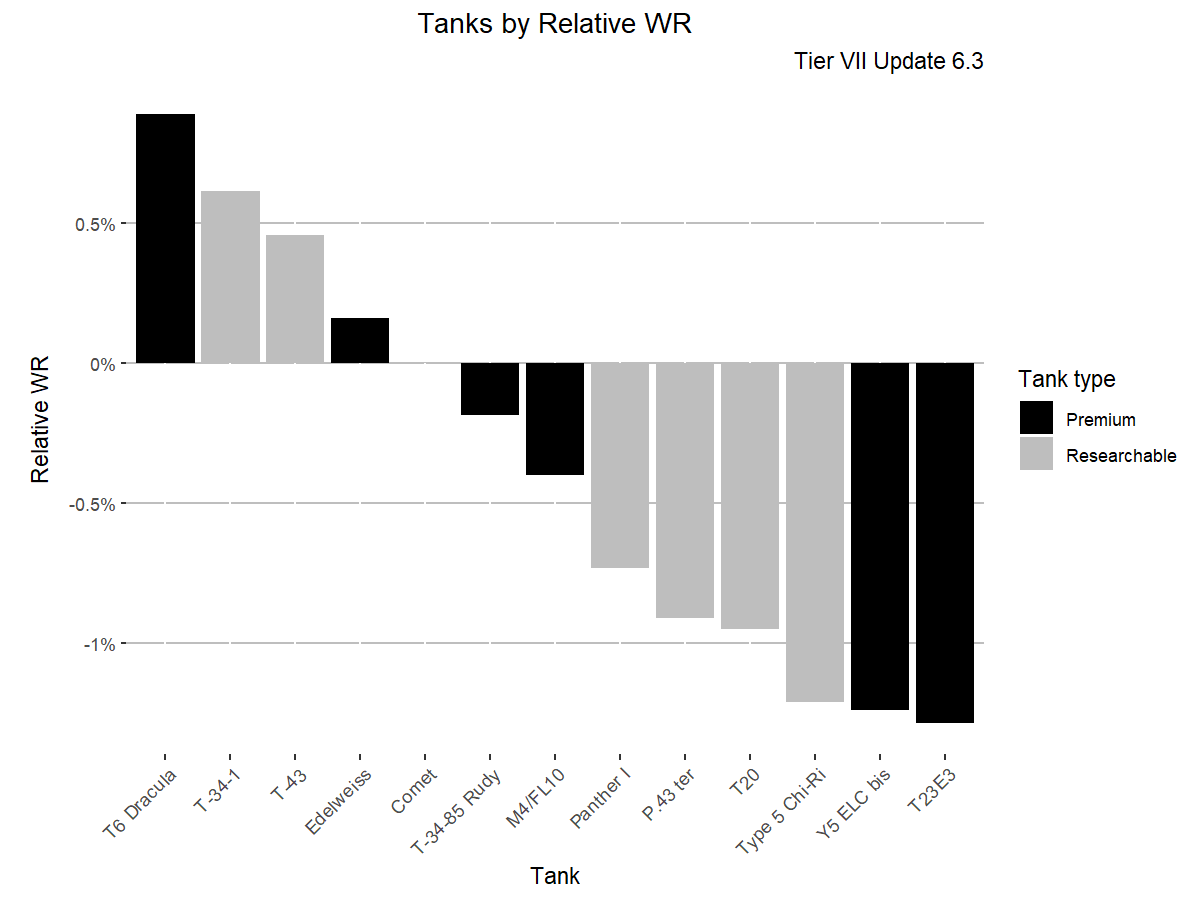 Tanks by Relative WR
Tier VII Update 6.3
0.5%
0%
-0.5%
-1%
Relative WR
T6 Dracula
T-34-1
T-43
Edelweiss
Comet
T-34-85 Rudy
M4/FL10
Panther I
P.43 ter
T20
Type 5 Chi-Ri
Y5 ELC bis
T23E3
Tank
Tank type
Premium
Researchable